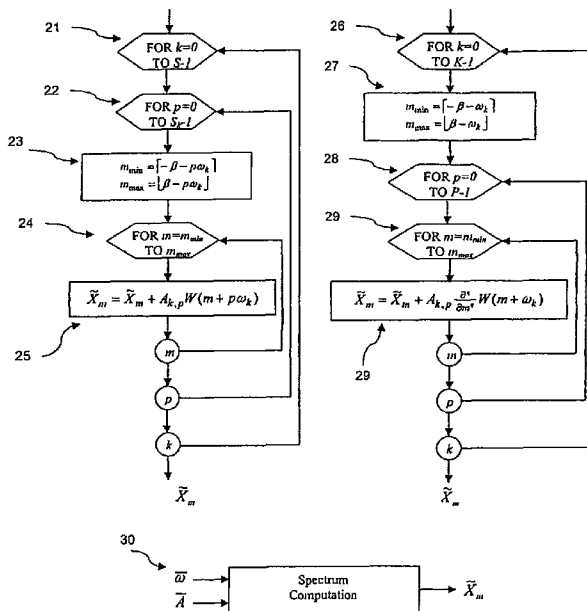 21
FOR k=0
TO S-1
22
FOR p=0
TO S_k-1
23
m_min = ⌈-β-pω_k⌉
m_max = ⌊β-pω_k⌋
24
FOR m=m_min
TO m_max
X̃_m = X̃_m + A_{k,p} W(m+pω_k)
25
m
p
k
X̃_m
26
FOR k=0
TO K-1
27
m_min = ⌈-β-ω_k⌉
m_max = ⌊β-ω_k⌋
28
FOR p=0
TO P-1
29
FOR m=m_min
TO m_max
X̃_m = X̃_m + A_{k,p} W(m+ω_k)
29
m
p
k
X̃_m
30
ω̅
A̅
Spectrum
Computation
X̃_m